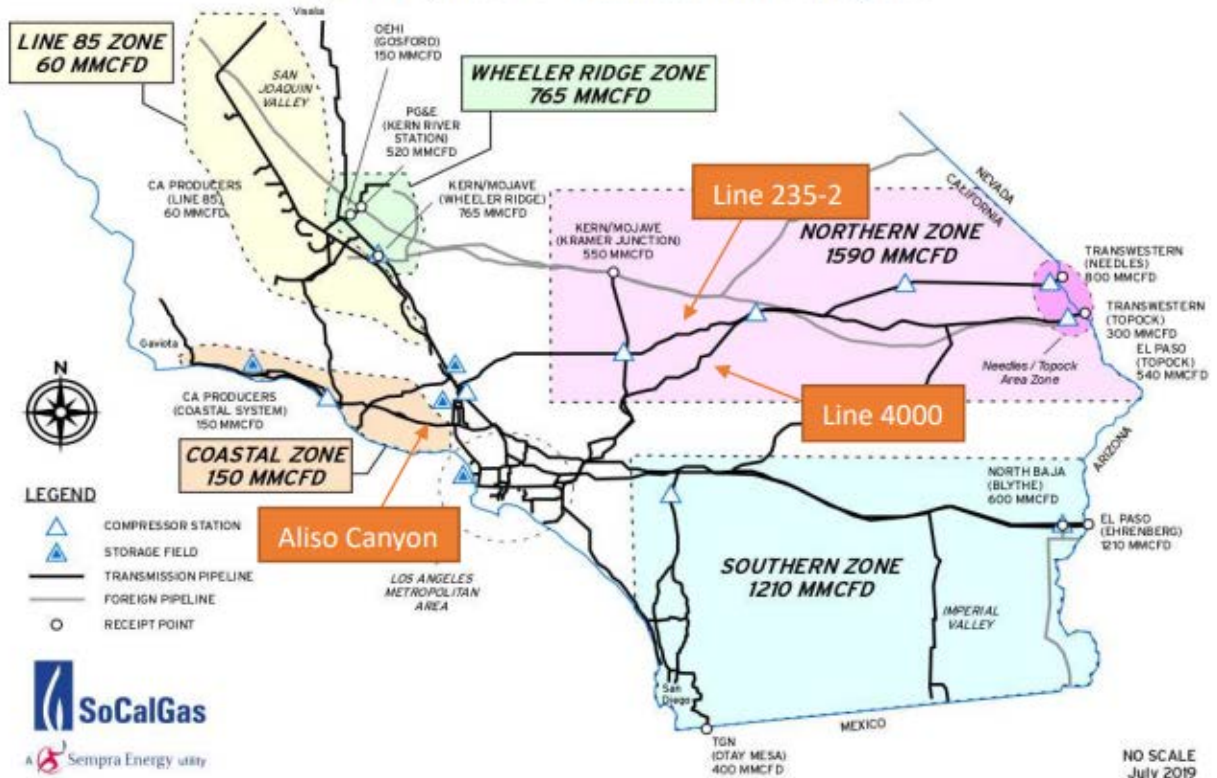 Visalia
LINE 85 ZONE
60 MMCFD
SAN
JOAQUIN
VALLEY
OEHI
(GOSFORD)
150 MMCFD
WHEELER RIDGE ZONE
765 MMCFD
PG&E
(KERN RIVER
STATION)
520 MMCFD
CA PRODUCERS
(LINE 85)
60 MMCFD
KERN/MOJAVE
(WHEELER RIDGE)
765 MMCFD
Line 235-2
NEVADA
CALIFORNIA
KERN/MOJAVE
(KRAMER JUNCTION)
550 MMCFD
NORTHERN ZONE
1590 MMCFD
TRANSWESTERN
(NEEDLES)
800 MMCFD
TRANSWESTERN
(TOPOCK)
300 MMCFD
EL PASO
(TOPOCK)
540 MMCFD
Needles / Topock
Area Zone
Gaviota
N
CA PRODUCERS
(COASTAL SYSTEM)
150 MMCFD
Line 4000
COASTAL ZONE
150 MMCFD
ARIZONA
Aliso Canyon
NORTH BAJA
(BLYTHE)
600 MMCFD
EL PASO
(EHRENBERG)
1210 MMCFD
LEGEND
COMPRESSOR STATION
STORAGE FIELD
TRANSMISSION PIPELINE
FOREIGN PIPELINE
RECEIPT POINT
LOS ANGELES
METROPOLITAN
AREA
SOUTHERN ZONE
1210 MMCFD
IMPERIAL
VALLEY
San
Diego
MEXICO
TGN
(OTAY MESA)
400 MMCFD
SoCalGas
A Sempra Energy utility
NO SCALE
July 2019